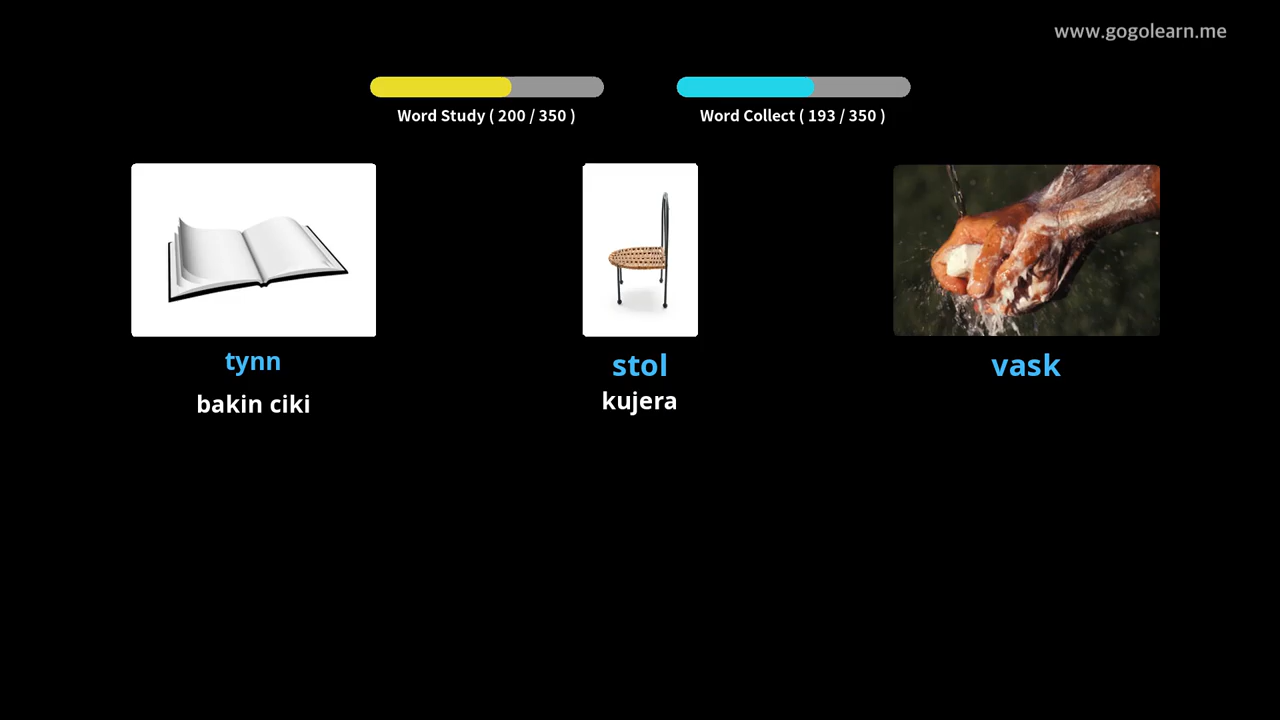 www.gogolearn.me
Word Study ( 200 / 350 )
Word Collect ( 193 / 350 )
tynn
bakin ciki
stol
kujera
vask